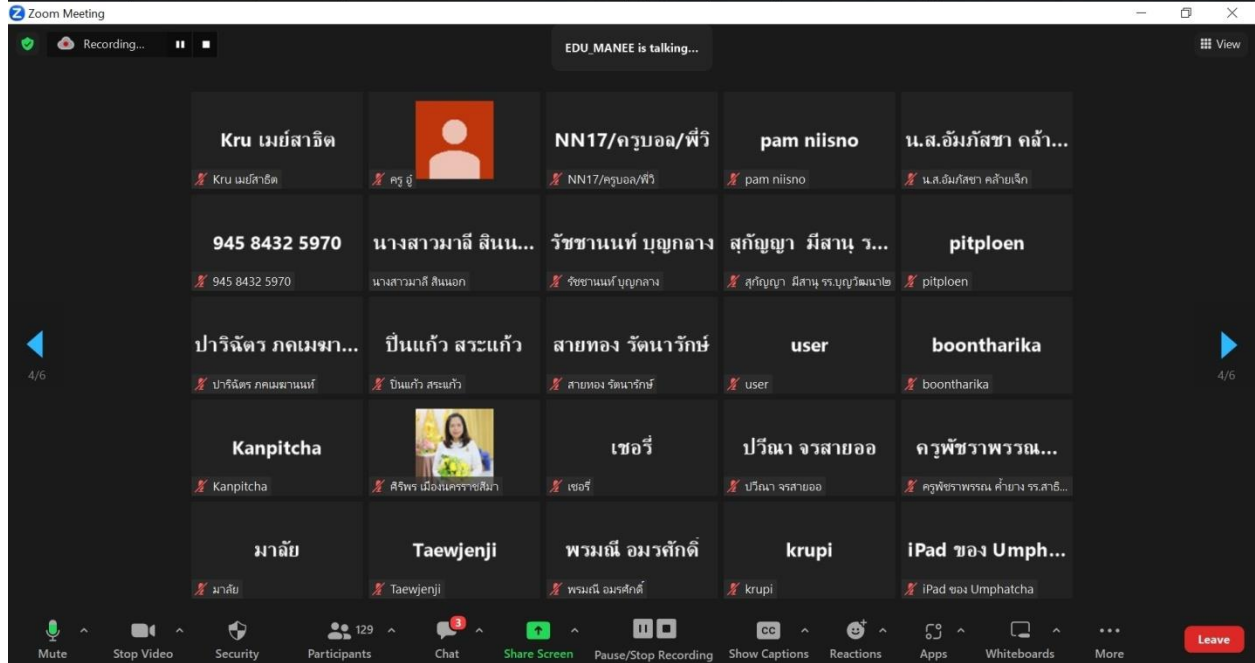 Zoom Meeting
Recording...
EDU_MANEE is talking...
View
Kru เมย์สาธิต
Kru เมย์สาธิต
ครู อู๋
NN17/ครูบอล/พี่วิ
NN17/ครูบอล/พี่วิ
pam niisno
pam niisno
น.ส.อัมภัสชา คล้า...
น.ส.อัมภัสชา คล้ายเจ็ก
945 8432 5970
945 8432 5970
นางสาวมาลี สินน...
นางสาวมาลี สินนอก
วัชชานนท์ บุญกลาง
วัชชานนท์ บุญกลาง
สุกัญญา มีสานุ ร...
สุกัญญา มีสานุ รร.บุญวัฒนา๒
pitploen
pitploen
ปาริฉัตร ภคเมฆา...
ปาริฉัตร ภคเมฆานนท์
ปิ่นแก้ว สระแก้ว
ปิ่นแก้ว สระแก้ว
สายทอง รัตนารักษ์
สายทอง รัตนารักษ์
user
user
boontharika
boontharika
4/6
4/6
Kanpitcha
Kanpitcha
ศิริพร เมืองนครราชสีมา
เชอรี่
เชอรี่
ปวีณา จรสายออ
ปวีณา จรสายออ
ครูพัชราพรรณ...
ครูพัชราพรรณ ค้ำยาง รร.สาธิ...
มาลัย
มาลัย
Taewjenji
Taewjenji
พรมณี อมรศักดิ์
พรมณี อมรศักดิ์
krupi
krupi
iPad ของ Umph...
iPad ของ Umphatcha
Mute
Stop Video
Security
Participants
129
Chat
3
Share Screen
Pause/Stop Recording
CC
Show Captions
Reactions
Apps
Whiteboards
More
Leave